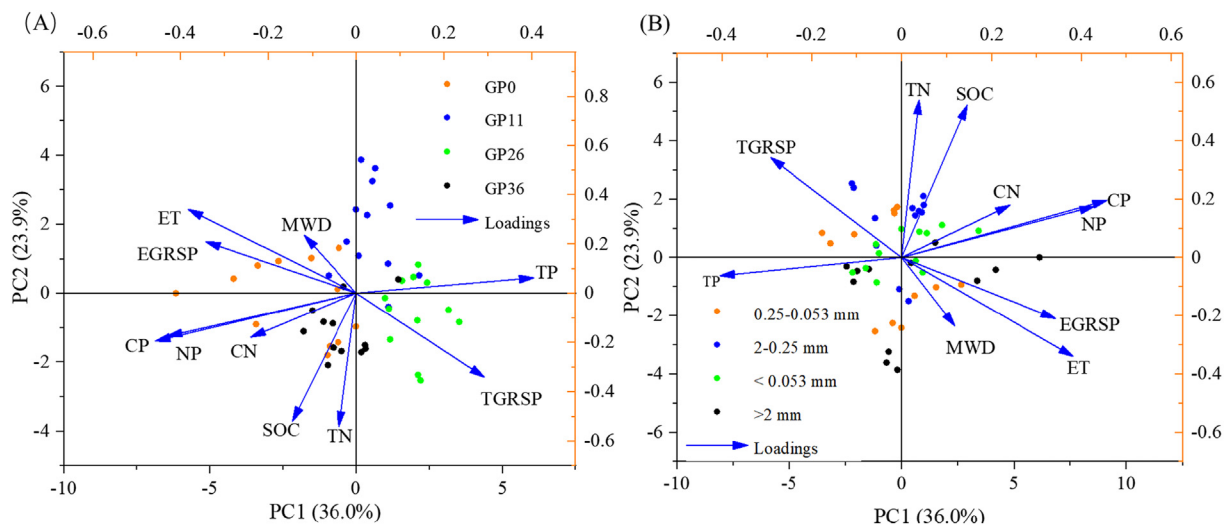 (A)
-0.6 -0.4 -0.2 0.0 0.2 0.4
6
4
2
0
-2
-4
PC2 (23.9%)
0.8
0.6
0.4
0.2
0.0
-0.2
-0.4
-0.6
GP0
GP11
GP26
GP36
Loadings
ET
EGRSP
MWD
TP
CP
NP
CN
SOC
TN
TGRSP
-10 -5 0 5
PC1 (36.0%)
(B)
-0.4 -0.2 0.0 0.2 0.4 0.6
6
4
2
0
-2
-4
-6
PC2 (23.9%)
0.6
0.4
0.2
0.0
-0.2
-0.4
-0.6
TN
SOC
TGRSP
CN
CP
NP
TP
EGRSP
MWD
ET
0.25-0.053 mm
2-0.25 mm
< 0.053 mm
>2 mm
Loadings
-10 -5 0 5 10
PC1 (36.0%)